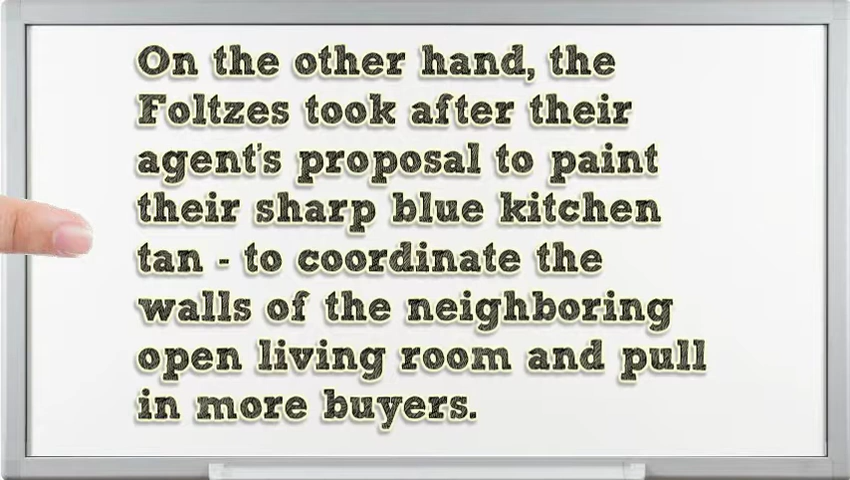 On the other hand, the
Foltzes took after their
agent's proposal to paint
their sharp blue kitchen
tan - to coordinate the
walls of the neighboring
open living room and pull
in more buyers.